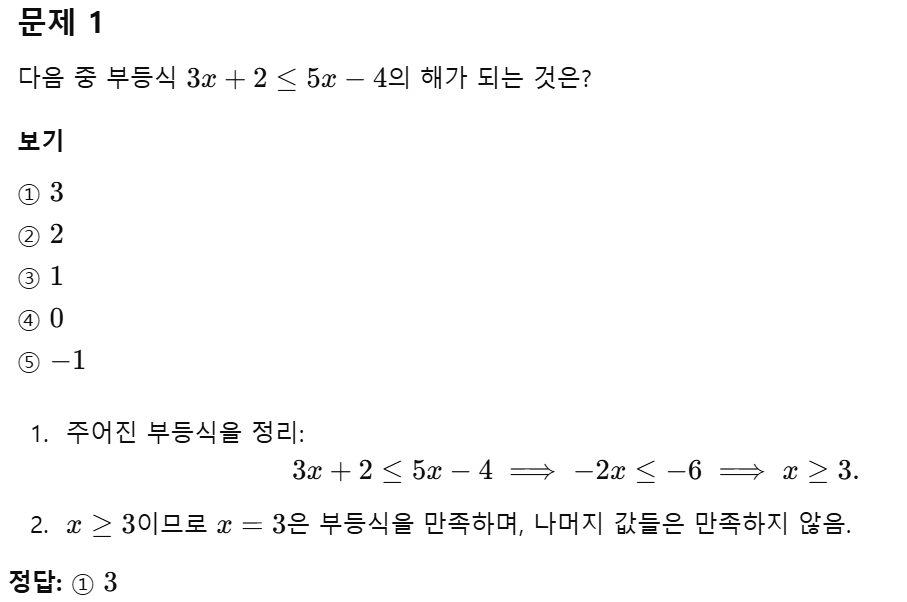 문제 1
다음 중 부등식 3x + 2 ≤ 5x − 4의 해가 되는 것은?
보기
① 3
② 2
③ 1
④ 0
⑤ −1
1. 주어진 부등식을 정리:
3x + 2 ≤ 5x − 4 ⟹ −2x ≤ −6 ⟹ x ≥ 3.
2. x ≥ 3이므로 x = 3은 부등식을 만족하며, 나머지 값들은 만족하지 않음.
정답: ① 3